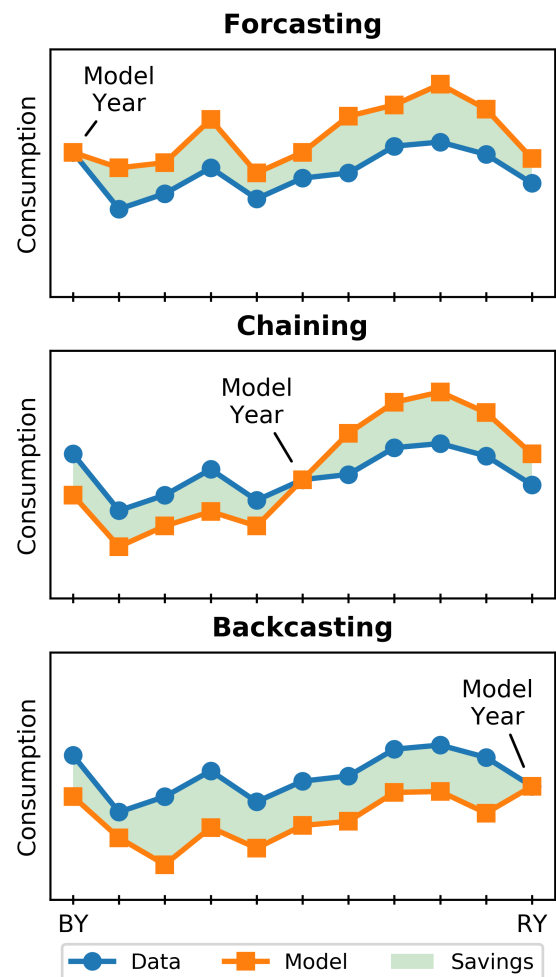 Forcasting
Model
Year
Consumption
Chaining
Model
Year
Consumption
Backcasting
Model
Year
Consumption
BY RY
Data Model Savings